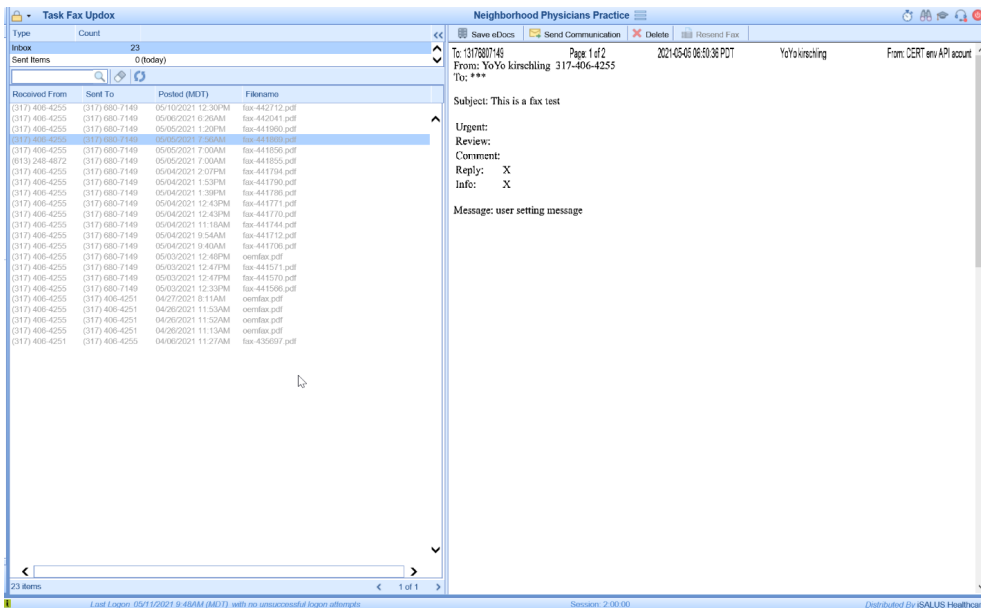 Task Fax Updox
Neighborhood Physicians Practice
Type Count
Inbox 23
Sent Items 0 (today)
Received From Sent To Posted (MDT) Filename
(317) 406-4255 (317) 680-7149 05/10/2021 12:30PM fax-442712.pdf
(317) 406-4255 (317) 680-7149 05/06/2021 6:26AM fax-442041.pdf
(317) 406-4255 (317) 680-7149 05/05/2021 1:20PM fax-441960.pdf
(317) 406-4255 (317) 680-7149 05/05/2021 7:56AM
(317) 406-4255 (317) 680-7149 05/05/2021 7:00AM fax-441856.pdf
(613) 248-4872 (317) 680-7149 05/05/2021 7:00AM fax-441855.pdf
(317) 406-4255 (317) 680-7149 05/04/2021 2:07PM fax-441794.pdf
(317) 406-4255 (317) 680-7149 05/04/2021 1:53PM fax-441790.pdf
(317) 406-4255 (317) 680-7149 05/04/2021 1:39PM fax-441786.pdf
(317) 406-4255 (317) 680-7149 05/04/2021 12:43PM fax-441771.pdf
(317) 406-4255 (317) 680-7149 05/04/2021 12:43PM fax-441770.pdf
(317) 406-4255 (317) 680-7149 05/04/2021 11:18AM fax-441744.pdf
(317) 406-4255 (317) 680-7149 05/04/2021 9:54AM fax-441712.pdf
(317) 406-4255 (317) 680-7149 05/04/2021 9:40AM fax-441706.pdf
(317) 406-4255 (317) 680-7149 05/03/2021 12:48PM oemfax.pdf
(317) 406-4255 (317) 680-7149 05/03/2021 12:47PM fax-441571.pdf
(317) 406-4255 (317) 680-7149 05/03/2021 12:47PM fax-441570.pdf
(317) 406-4255 (317) 680-7149 05/03/2021 12:33PM fax-441566.pdf
(317) 406-4255 (317) 406-4251 04/27/2021 8:11AM oemfax.pdf
(317) 406-4255 (317) 406-4251 04/26/2021 11:53AM oemfax.pdf
(317) 406-4255 (317) 406-4251 04/26/2021 11:52AM oemfax.pdf
(317) 406-4255 (317) 406-4251 04/26/2021 11:13AM oemfax.pdf
(317) 406-4251 (317) 406-4255 04/06/2021 11:27AM fax-435697.pdf
23 items 1 of 1
Save eDocs Send Communication Delete Resend Fax
To: 13176807149 Page: 1 of 2 2021-05-05 06:50:36 PDT YoYo kirschling From: CERT env API acount
From: YoYo kirschling 317-406-4255
To: ***
Subject: This is a fax test
Urgent:
Review:
Comment:
Reply: X
Info: X
Message: user setting message
Last Logon 05/11/2021 9:48AM (MDT) with no unsuccessful logon attempts Session: 2:00:00 Distributed By iSALUS Healthcar